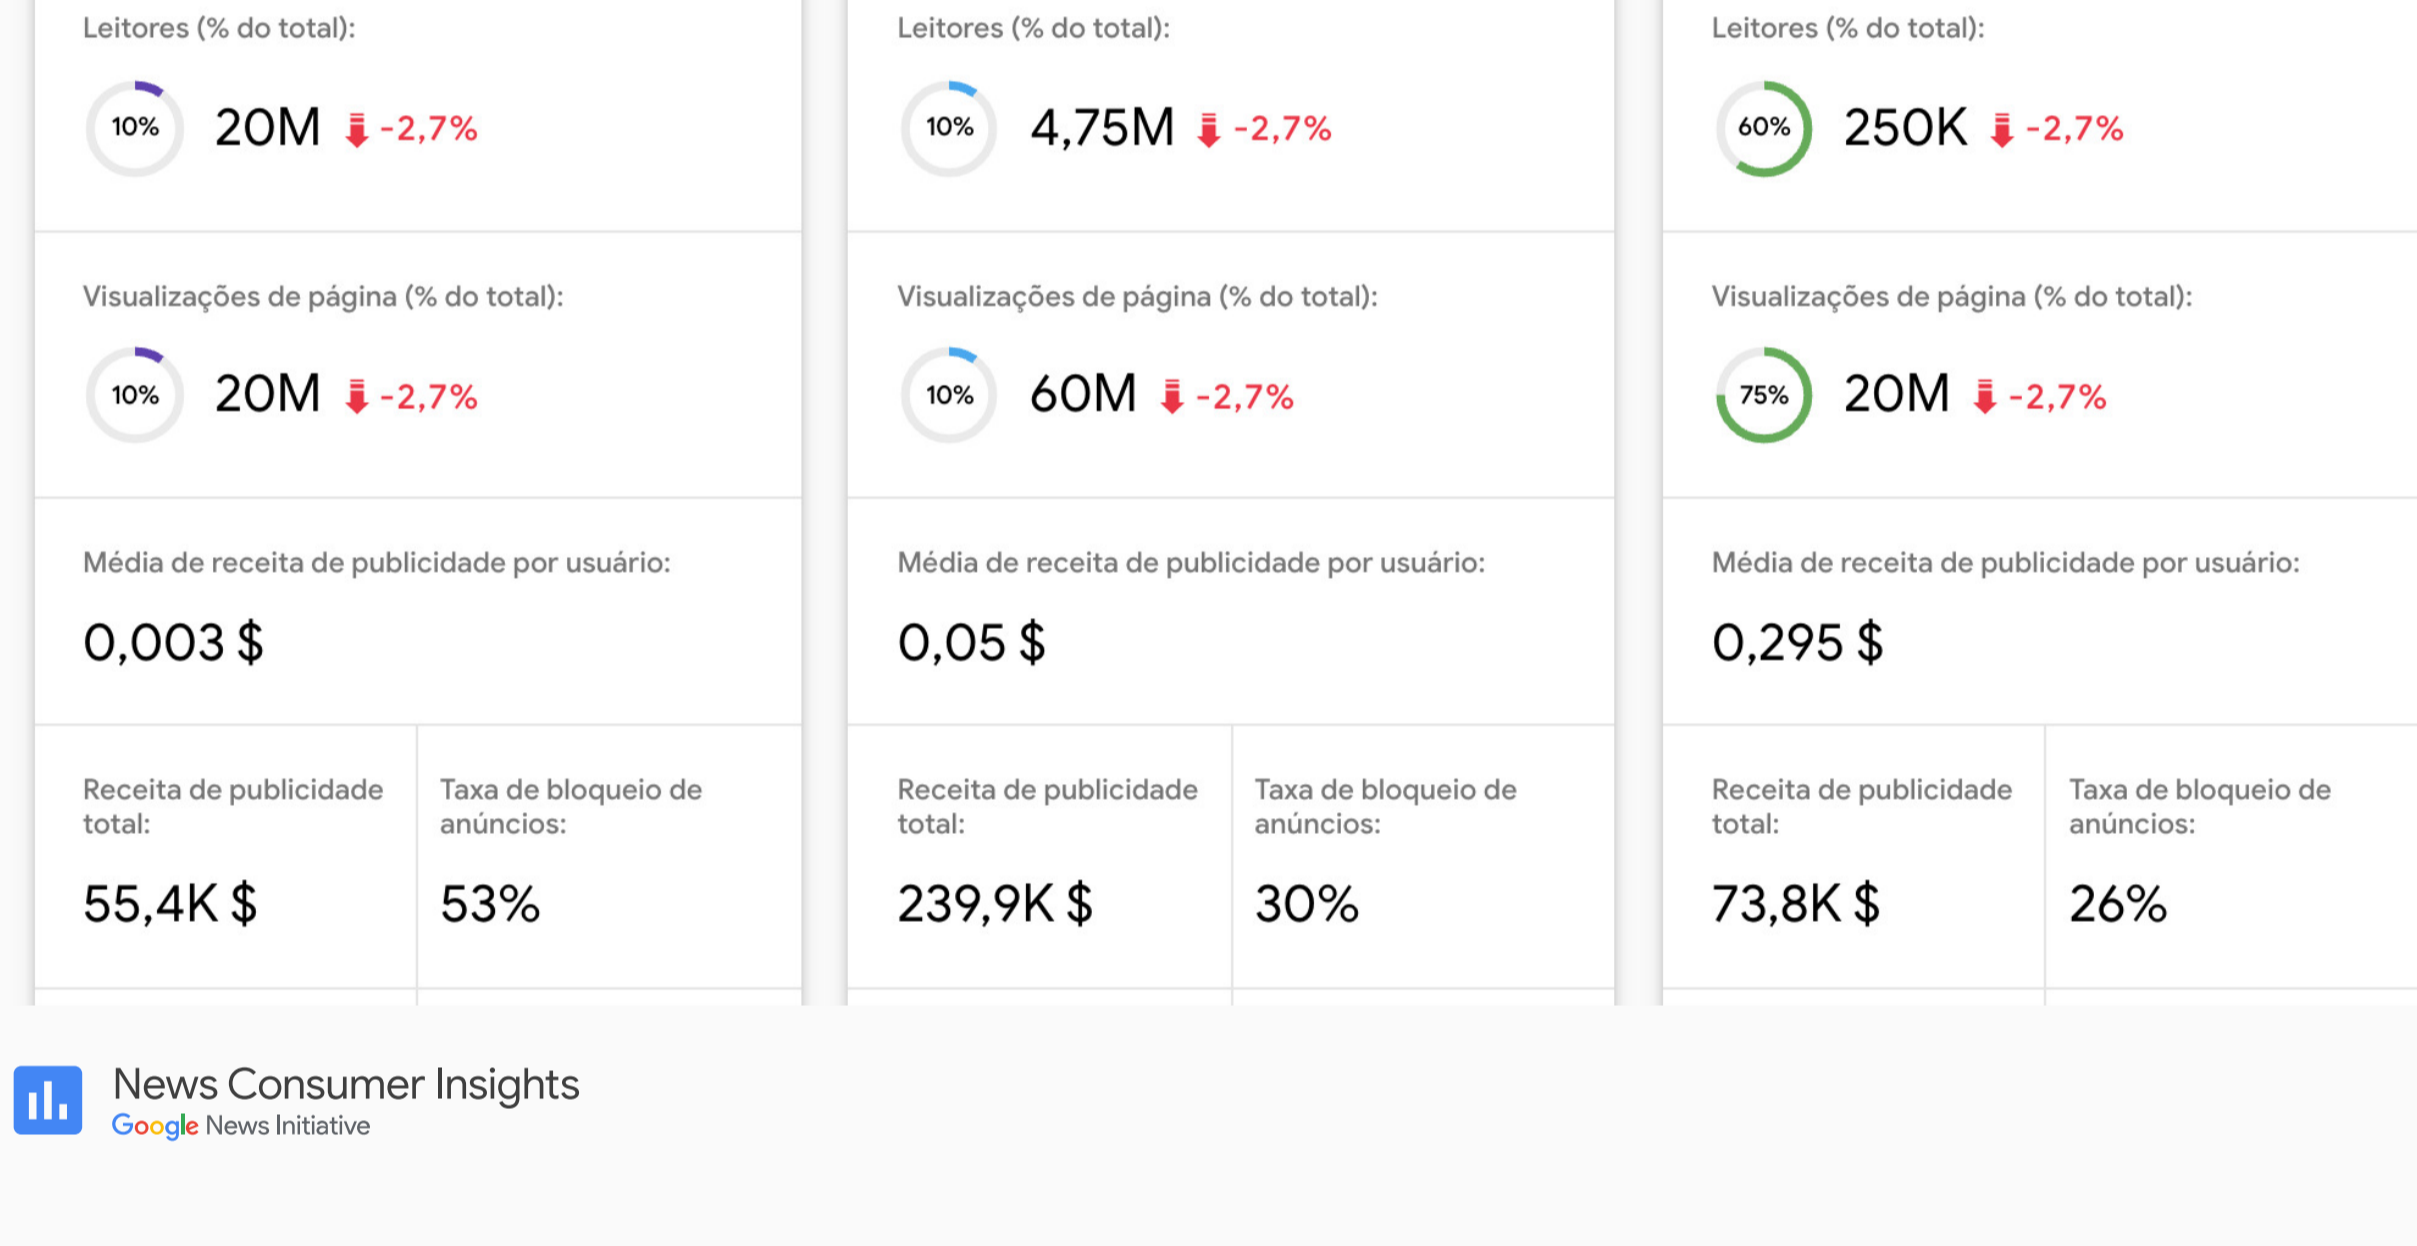 Leitores (% do total):
10% 20M -2,7%
Visualizações de página (% do total):
10% 20M -2,7%
Média de receita de publicidade por usuário:
0,003 $
Receita de publicidade
total:
55,4K $
Taxa de bloqueio de
anúncios:
53%
Leitores (% do total):
10% 4,75M -2,7%
Visualizações de página (% do total):
10% 60M -2,7%
Média de receita de publicidade por usuário:
0,05 $
Receita de publicidade
total:
239,9K $
Taxa de bloqueio de
anúncios:
30%
Leitores (% do total):
60% 250K -2,7%
Visualizações de página (% do total):
75% 20M -2,7%
Média de receita de publicidade por usuário:
0,295 $
Receita de publicidade
total:
73,8K $
Taxa de bloqueio de
anúncios:
26%
News Consumer Insights
Google News Initiative